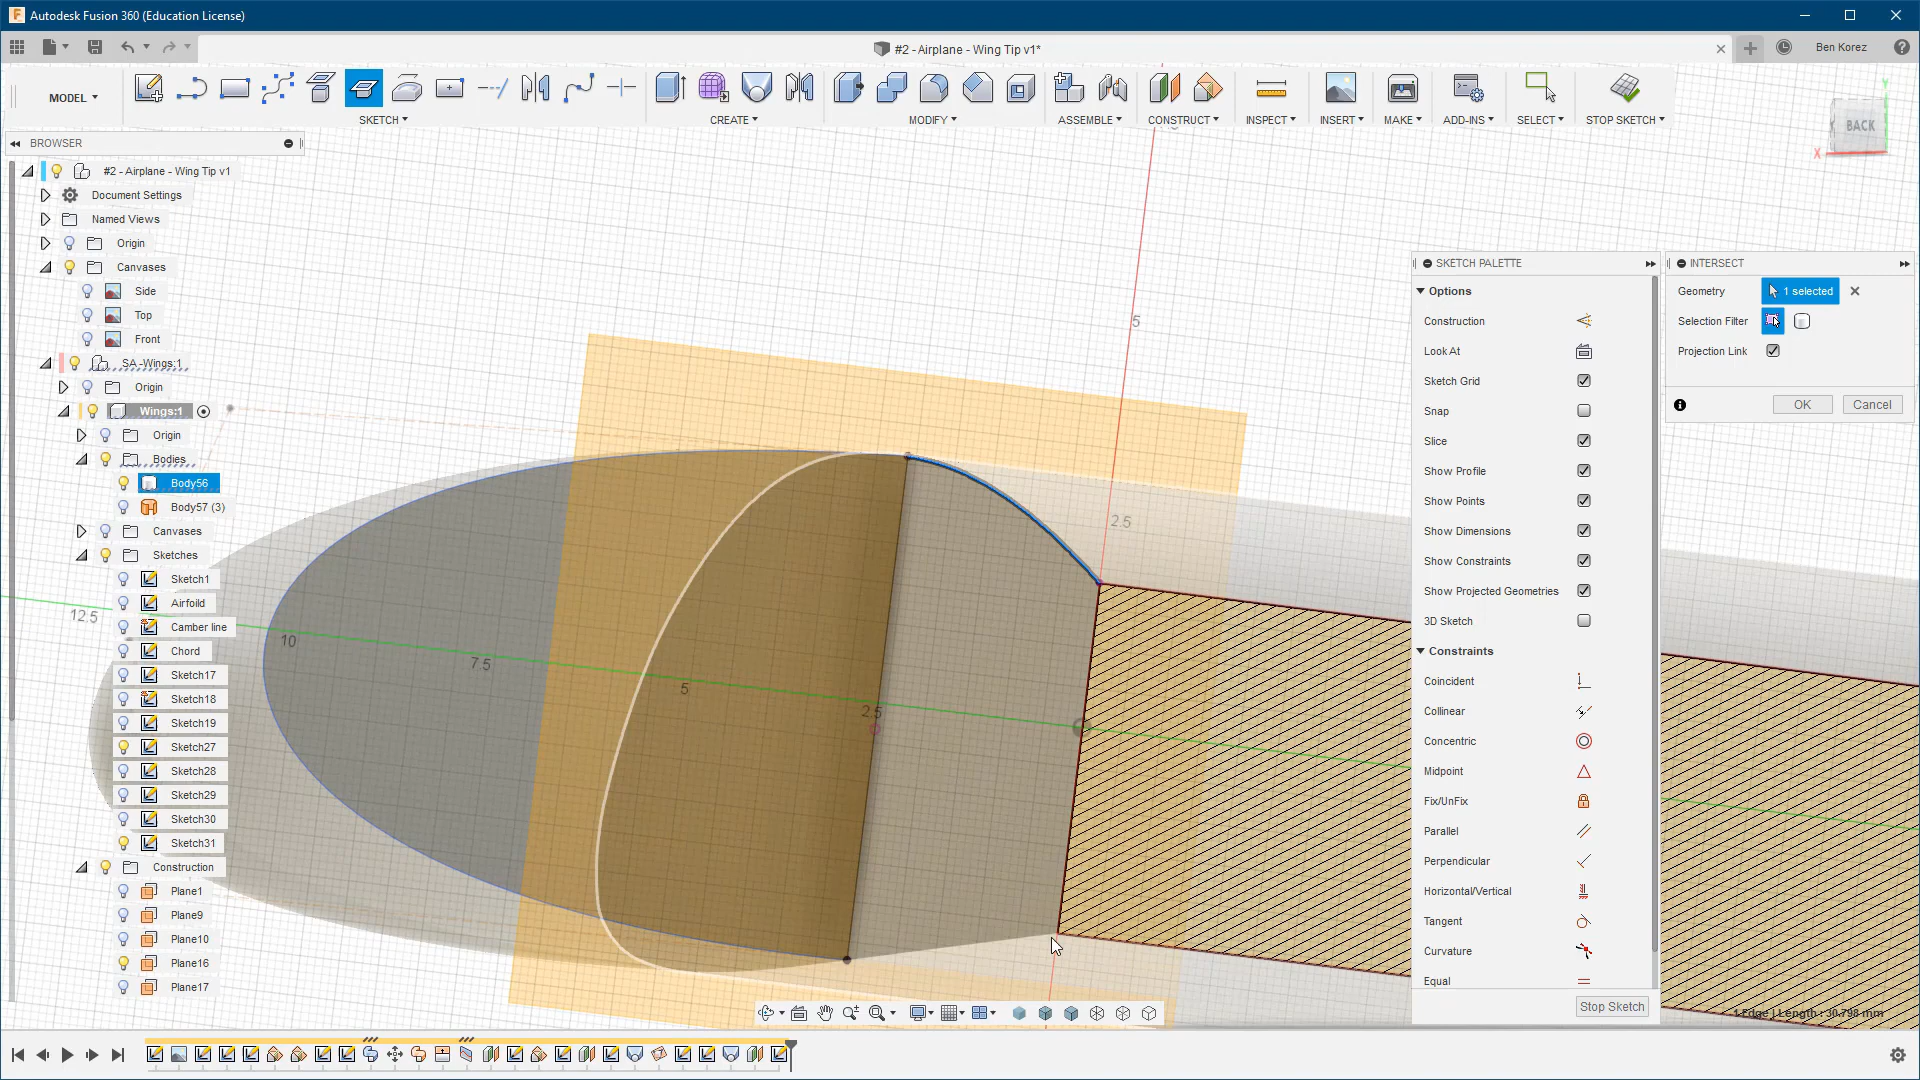 Autodesk Fusion 360 (Education License)
#2 - Airplane - Wing Tip v1*
Ben Korez
MODEL
SKETCH
CREATE
MODIFY
ASSEMBLE
CONSTRUCT
INSPECT
INSERT
MAKE
ADD-INS
SELECT
STOP SKETCH
BROWSER
#2 - Airplane - Wing Tip v1
Document Settings
Named Views
Origin
Canvases
Side
Top
Front
SA -Wings:1
Origin
Wings:1
Origin
Bodies
Body56
Body57 (3)
Canvases
Sketches
Sketch1
Airfoild
Camber line
Chord
Sketch17
Sketch18
Sketch19
Sketch27
Sketch28
Sketch29
Sketch30
Sketch31
Construction
Plane1
Plane9
Plane10
Plane16
Plane17
12.5
10
7.5
5
2.5
2.5
5
BACK
X
Y
SKETCH PALETTE
Options
Construction
Look At
Sketch Grid
Snap
Slice
Show Profile
Show Points
Show Dimensions
Show Constraints
Show Projected Geometries
3D Sketch
Constraints
Coincident
Collinear
Concentric
Midpoint
Fix/UnFix
Parallel
Perpendicular
Horizontal/Vertical
Tangent
Curvature
Equal
Stop Sketch
INTERSECT
Geometry
1 selected
Selection Filter
Projection Link
OK
Cancel
1 Edge | Length : 30.798 mm